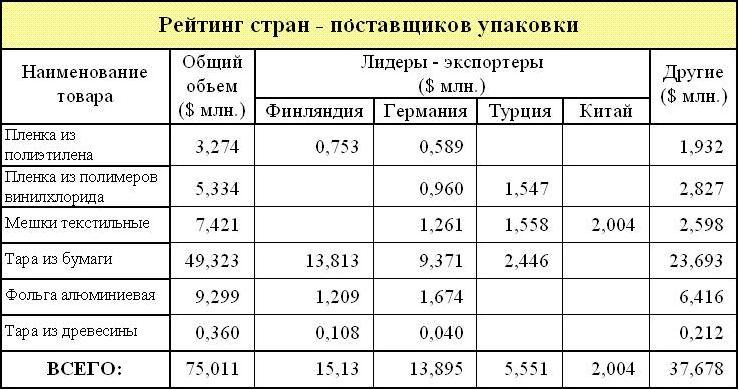 Рейтинг стран - поставщиков упаковки
Наименование товара | Общий объем ($ млн.) | Лидеры - экспортеры ($ млн.) | Другие ($ млн.)
Финляндия | Германия | Турция | Китай
Пленка из полиэтилена | 3,274 | 0,753 | 0,589 | | | 1,932
Пленка из полимеров винилхлорида | 5,334 | | 0,960 | 1,547 | | 2,827
Мешки текстильные | 7,421 | | 1,261 | 1,558 | 2,004 | 2,598
Тара из бумаги | 49,323 | 13,813 | 9,371 | 2,446 | | 23,693
Фольга алюминиевая | 9,299 | 1,209 | 1,674 | | | 6,416
Тара из древесины | 0,360 | 0,108 | 0,040 | | | 0,212
ВСЕГО: | 75,011 | 15,13 | 13,895 | 5,551 | 2,004 | 37,678